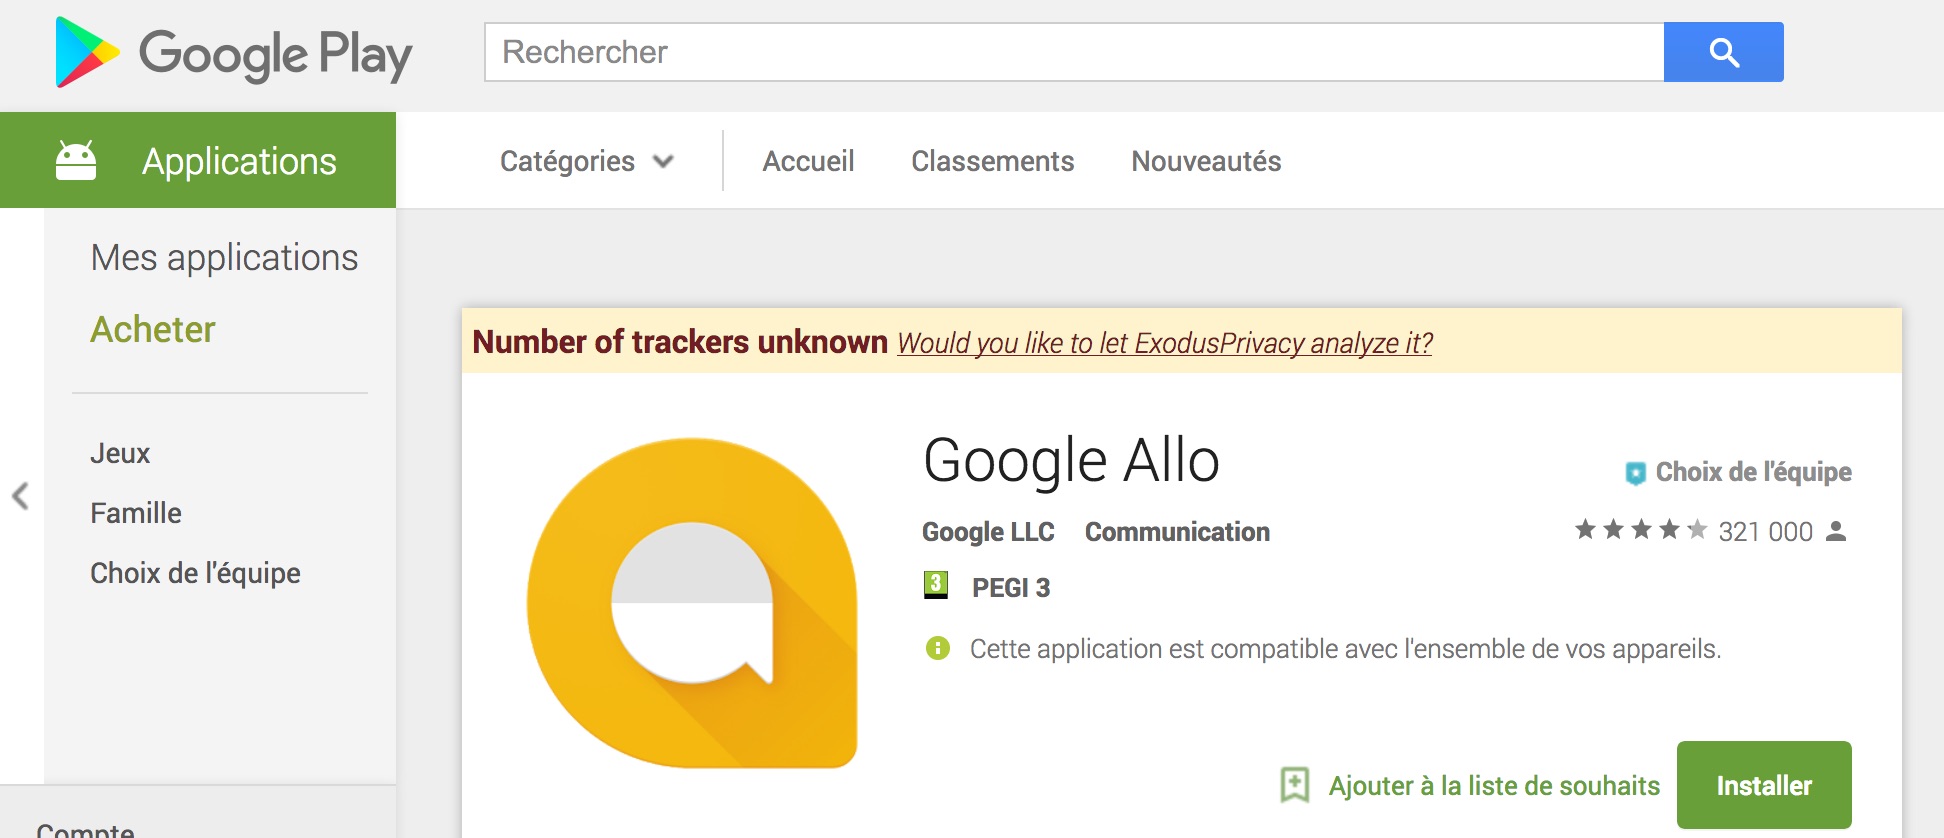 Google Play
Rechercher
Applications
Catégories
Accueil
Classements
Nouveautés
Mes applications
Acheter
Jeux
Famille
Choix de l'équipe
Compte
Number of trackers unknown Would you like to let ExodusPrivacy analyze it?
Google Allo
Choix de l'équipe
Google LLC Communication
321 000
3 PEGI 3
Cette application est compatible avec l'ensemble de vos appareils.
Ajouter à la liste de souhaits
Installer